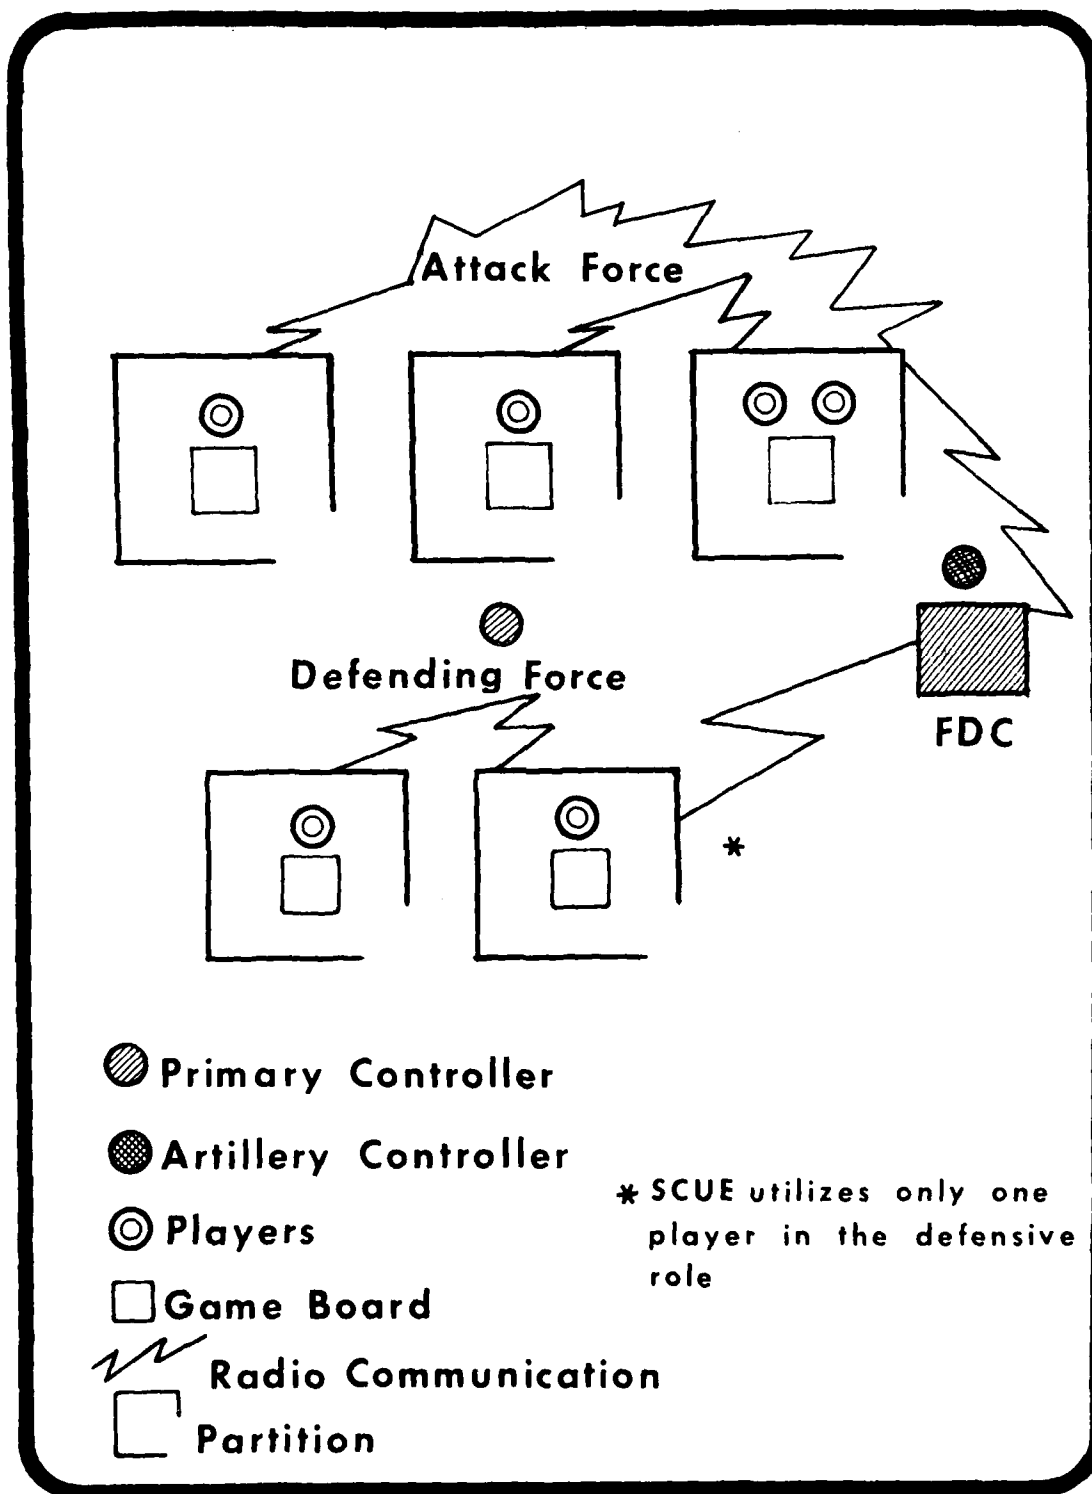 Attack Force
Defending Force
FDC
*
Primary Controller
Artillery Controller
Players
Game Board
Radio Communication
Partition
* SCUE utilizes only one
player in the defensive
role